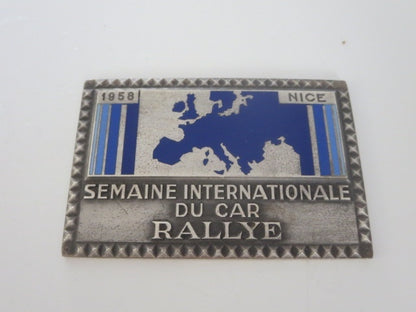 1958 NICE
SEMAINE INTERNATIONALE
DU CAR
RALLYE